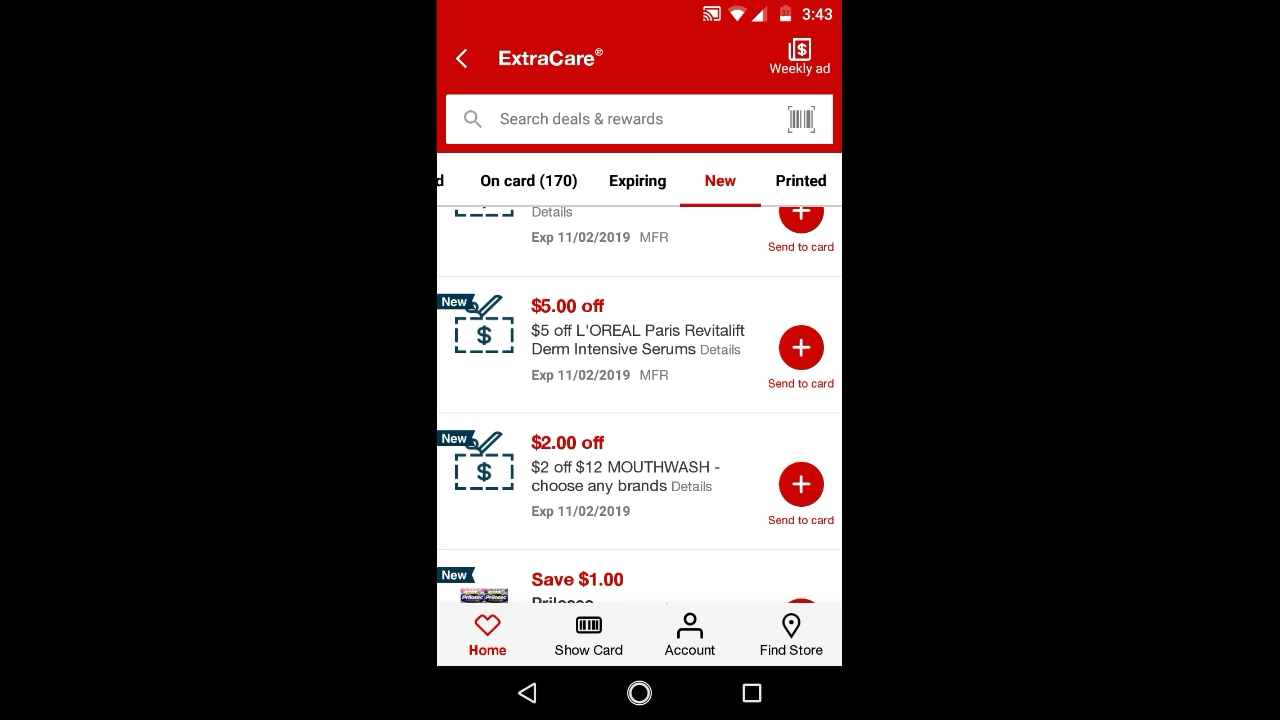 3:43
ExtraCare®
Weekly ad
Search deals & rewards
d On card (170) Expiring New Printed
Details
Exp 11/02/2019 MFR
Send to card
New
$5.00 off
$5 off L'OREAL Paris Revitalift
Derm Intensive Serums Details
Exp 11/02/2019 MFR
Send to card
New
$2.00 off
$2 off $12 MOUTHWASH -
choose any brands Details
Exp 11/02/2019
Send to card
New
Save $1.00
Prilosec
Prilosec Prilosec
Home Show Card Account Find Store